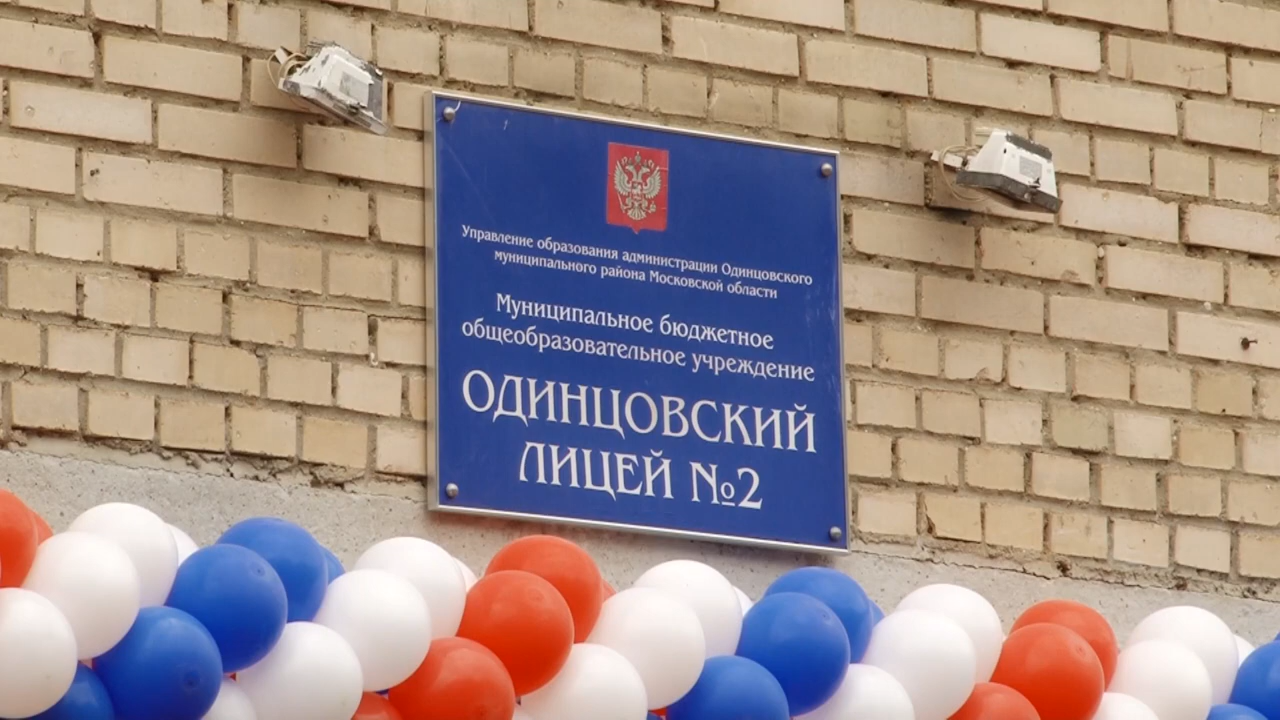 Управление образования администрации Одинцовского
муниципального района Московской области
Муниципальное бюджетное
общеобразовательное учреждение
ОДИНЦОВСКИЙ
ЛИЦЕЙ №2